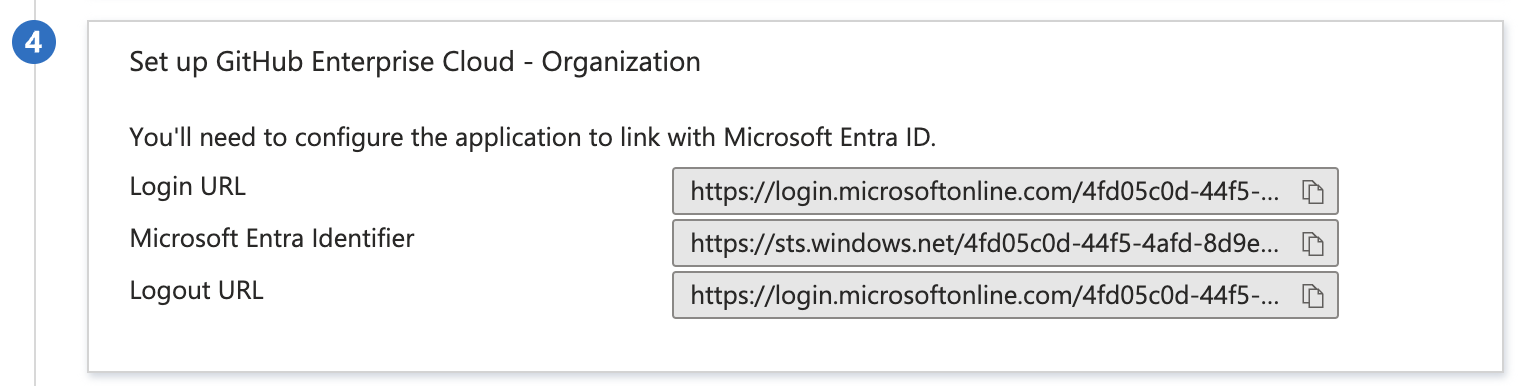 4
Set up GitHub Enterprise Cloud - Organization
You'll need to configure the application to link with Microsoft Entra ID.
Login URL https://login.microsoftonline.com/4fd05c0d-44f5-...
Microsoft Entra Identifier https://sts.windows.net/4fd05c0d-44f5-4afd-8d9e...
Logout URL https://login.microsoftonline.com/4fd05c0d-44f5-...